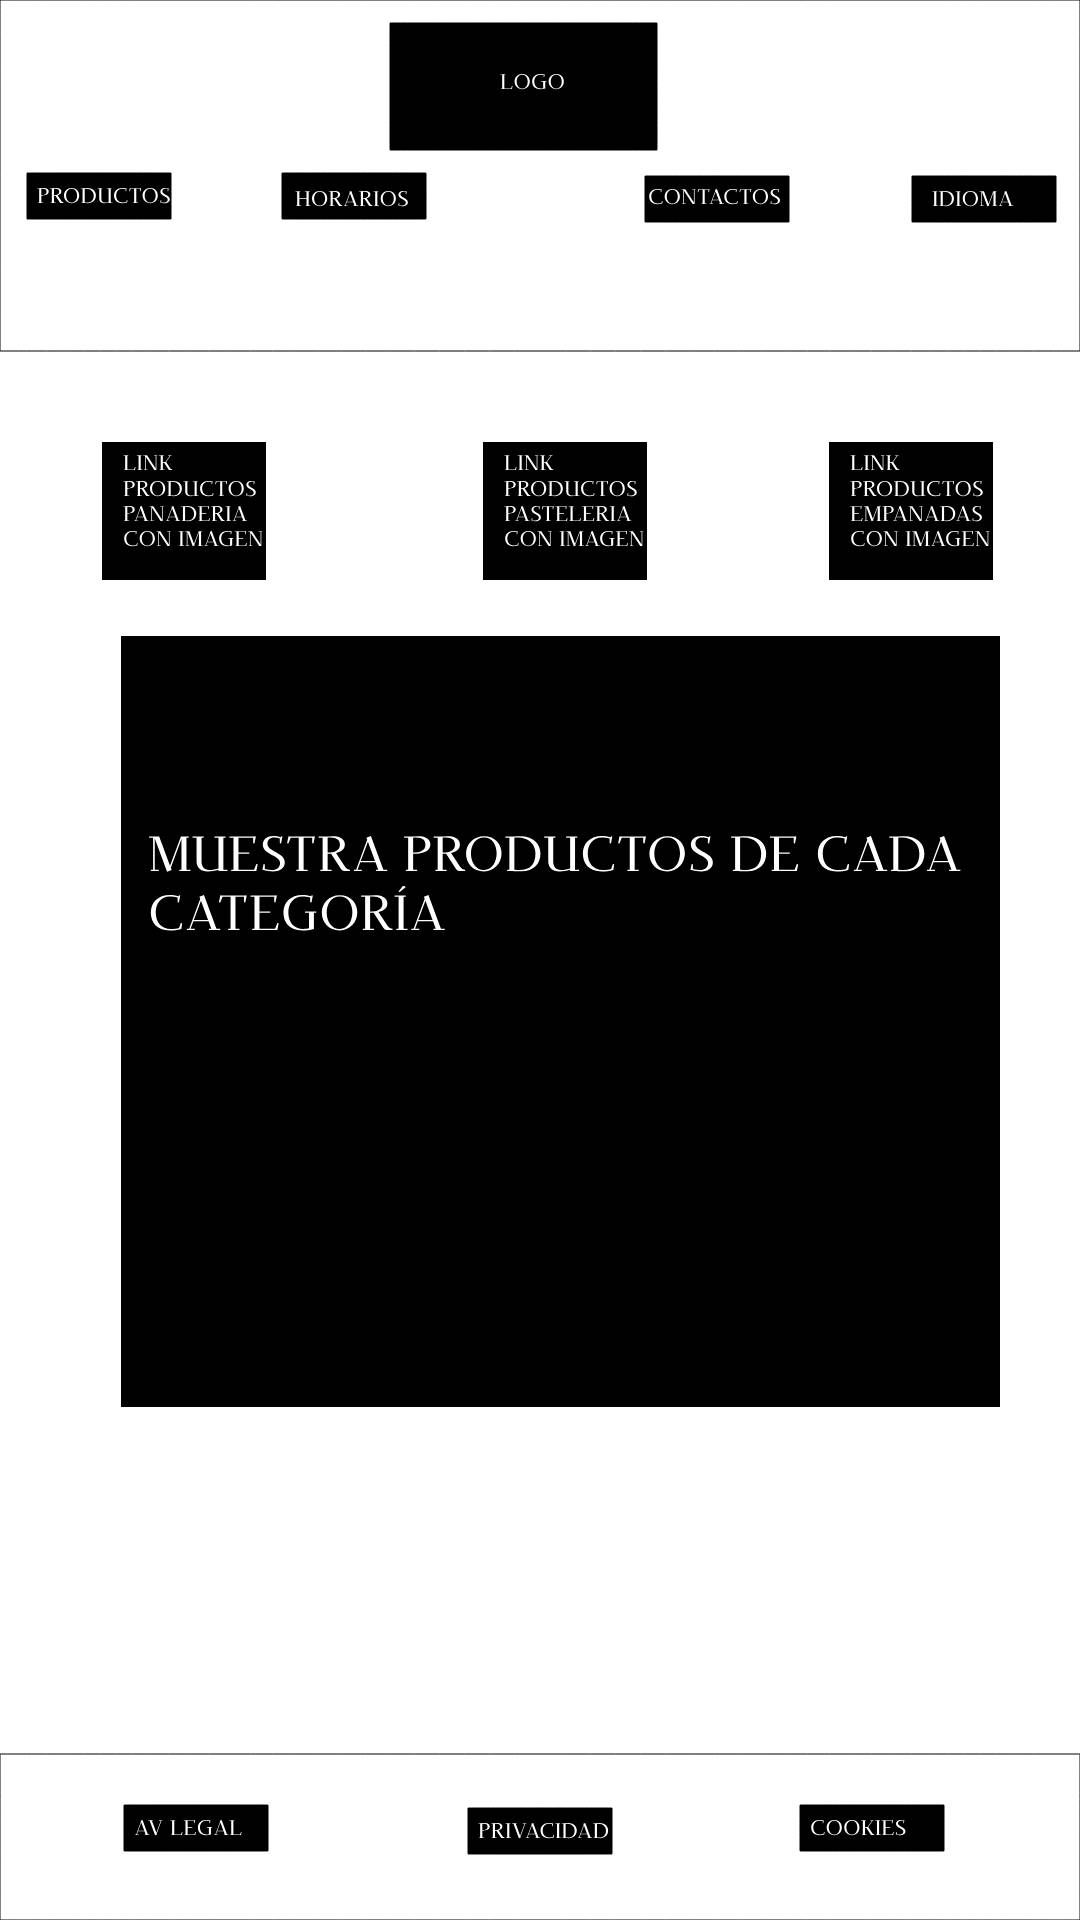 LOGO
PRODUCTOS
HORARIOS
CONTACTOS
IDIOMA
LINK
PRODUCTOS
PANADERIA
CON IMAGEN
LINK
PRODUCTOS
PASTELERIA
CON IMAGEN
LINK
PRODUCTOS
EMPANADAS
CON IMAGEN
MUESTRA PRODUCTOS DE CADA
CATEGORÍA
AV LEGAL
PRIVACIDAD
COOKIES